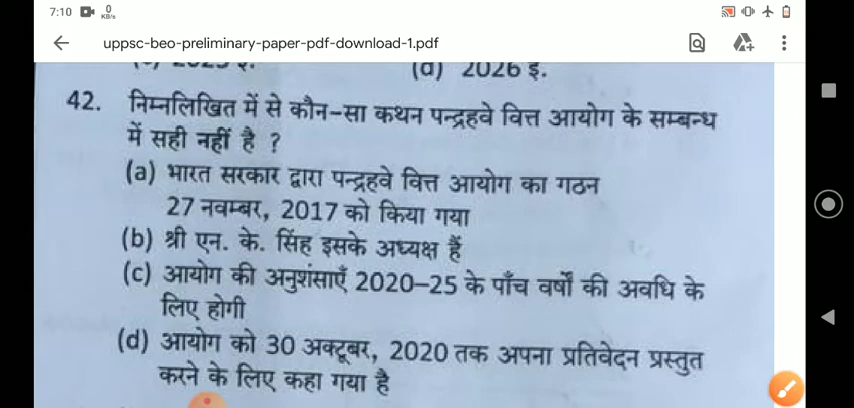 7:10
0
KB/s
uppsc-beo-preliminary-paper-pdf-download-1.pdf
(d) 2026 ई.
42. निम्नलिखित में से कौन-सा कथन पन्द्रहवे वित्त आयोग के सम्बन्ध
में सही नहीं है ?
(a) भारत सरकार द्वारा पन्द्रहवे वित्त आयोग का गठन
27 नवम्बर, 2017 को किया गया
(b) श्री एन. के. सिंह इसके अध्यक्ष हैं
(c) आयोग की अनुशंसाएँ 2020–25 के पाँच वर्षों की अवधि के
लिए होगी
(d) आयोग को 30 अक्टूबर, 2020 तक अपना प्रतिवेदन प्रस्तुत
करने के लिए कहा गया है